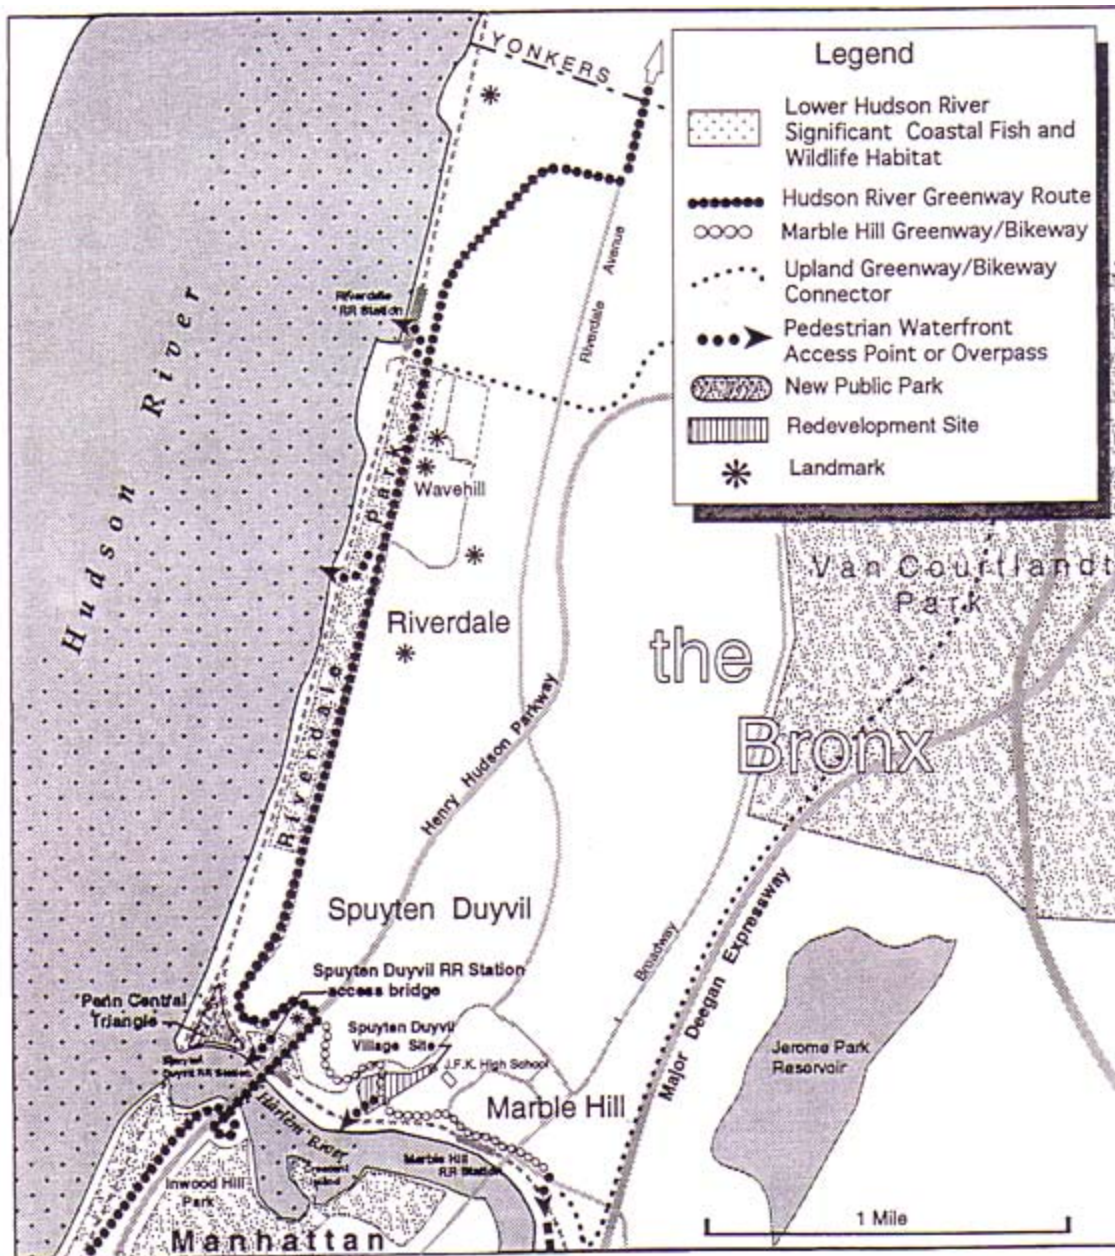 YONKERS
Legend
Lower Hudson River
Significant Coastal Fish and
Wildlife Habitat
Hudson River Greenway Route
Marble Hill Greenway/Bikeway
Upland Greenway/Bikeway
Connector
Pedestrian Waterfront
Access Point or Overpass
New Public Park
Redevelopment Site
Landmark
Hudson River
Riverdale
RR Station
Riverdale Avenue
Riverdale park
Wavehill
Riverdale
the
Bronx
Van Courtlandt
Park
Henry Hudson Parkway
Spuyten Duyvil
Broadway
Major Deegan Expressway
Spuyten Duyvil RR Station
access bridge
Penn Central
Triangle
Spuyten Duyvil
Village Site
J.F.K. High School
Spuyten
Duyvil RR Station
Marble Hill
Jerome Park
Reservoir
Harlem River
Marble Hill
RR Station
Inwood Hill
Park
Manhattan
1 Mile